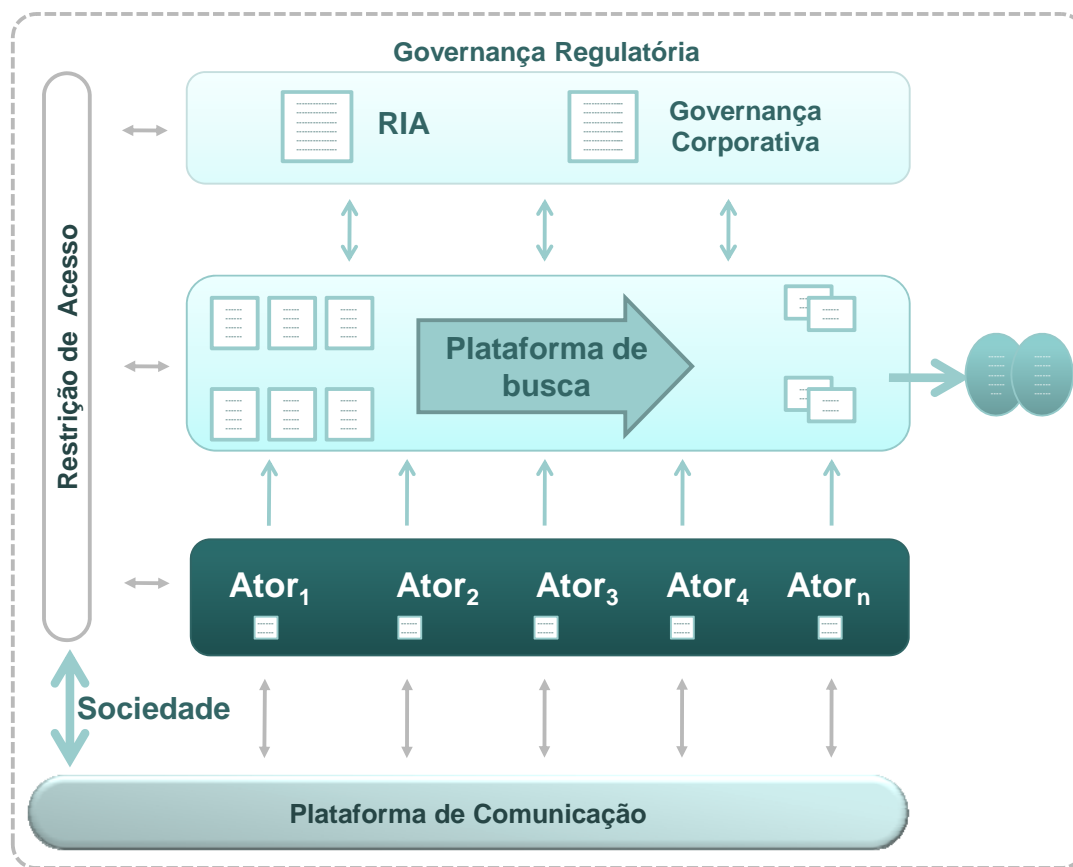 Governança Regulatória
RIA
Governança
Corporativa
Restrição de Acesso
Plataforma de
busca
Ator₁
Ator₂
Ator₃
Ator₄
Atorₙ
Sociedade
Plataforma de Comunicação